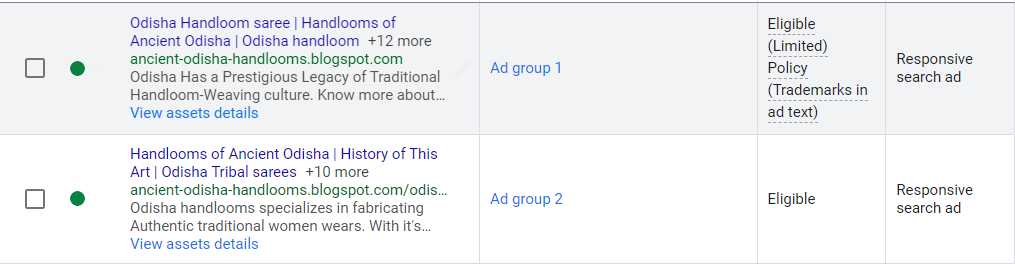 Odisha Handloom saree | Handlooms of
Ancient Odisha | Odisha handloom +12 more
ancient-odisha-handlooms.blogspot.com
Odisha Has a Prestigious Legacy of Traditional
Handloom-Weaving culture. Know more about…
View assets details
Ad group 1
Eligible
(Limited)
Policy
(Trademarks in
ad text)
Responsive
search ad
Handlooms of Ancient Odisha | History of This
Art | Odisha Tribal sarees +10 more
ancient-odisha-handlooms.blogspot.com/odis…
Odisha handlooms specializes in fabricating
Authentic traditional women wears. With it's…
View assets details
Ad group 2
Eligible
Responsive
search ad